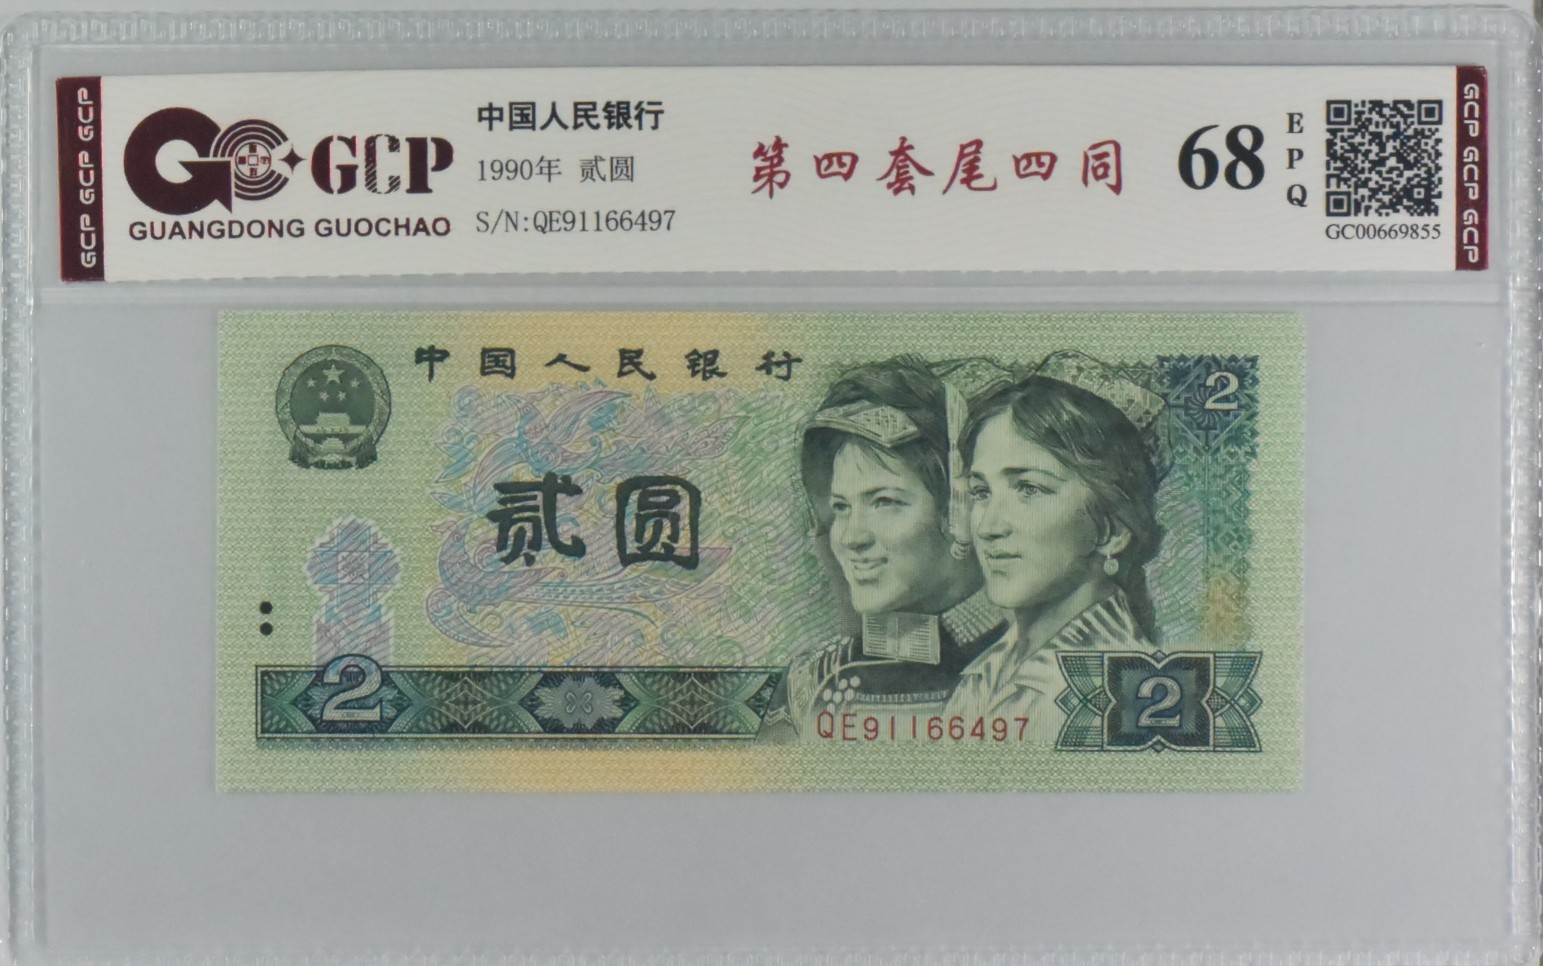 GCP GCP GCP
GCP
GUANGDONG GUOCHAO
中国人民银行
1990年 贰圆
S/N:QE91166497
第四套尾四同
68
EPQ
GC00669855
GCP GCP GCP
中国人民银行
2
贰圆
2
QE91166497
2